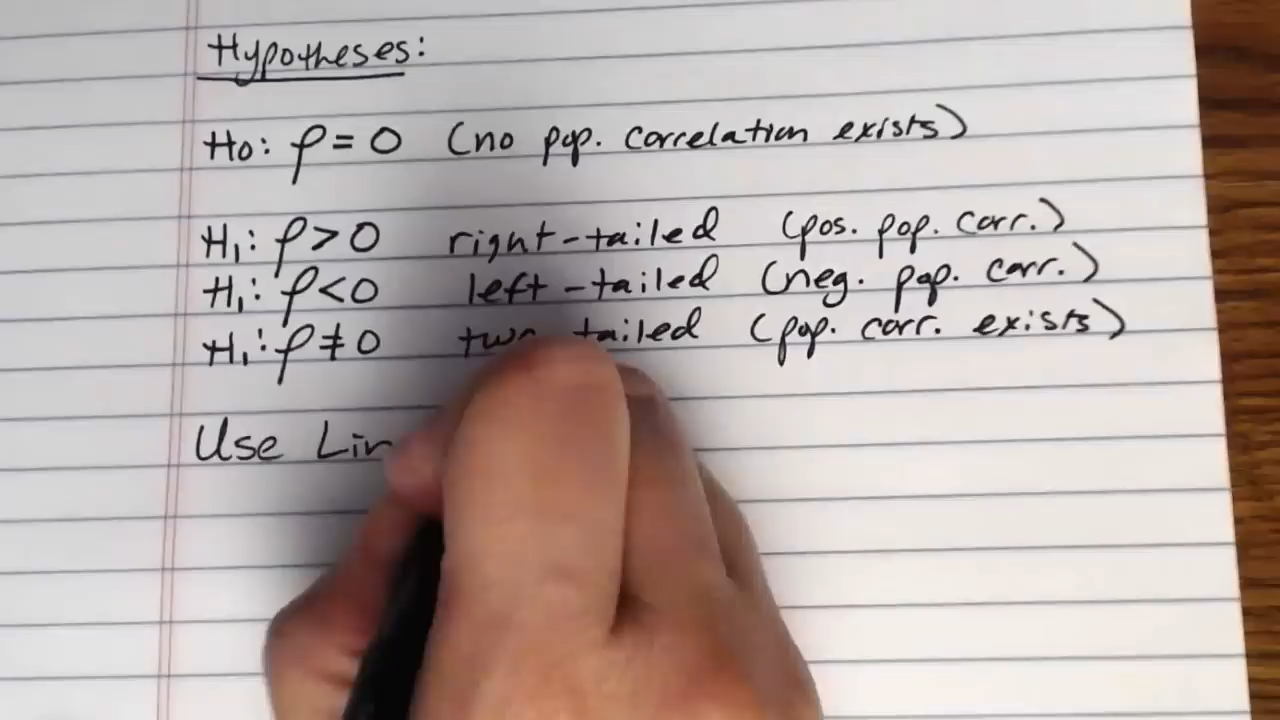 Hypotheses:
Ho: ρ = 0 (no pop. correlation exists)
H₁: ρ > 0 right-tailed (pos. pop. corr.)
H₁: ρ < 0 left-tailed (neg. pop. corr.)
H₁: ρ ≠ 0 tailed (pop. corr. exists)
Use